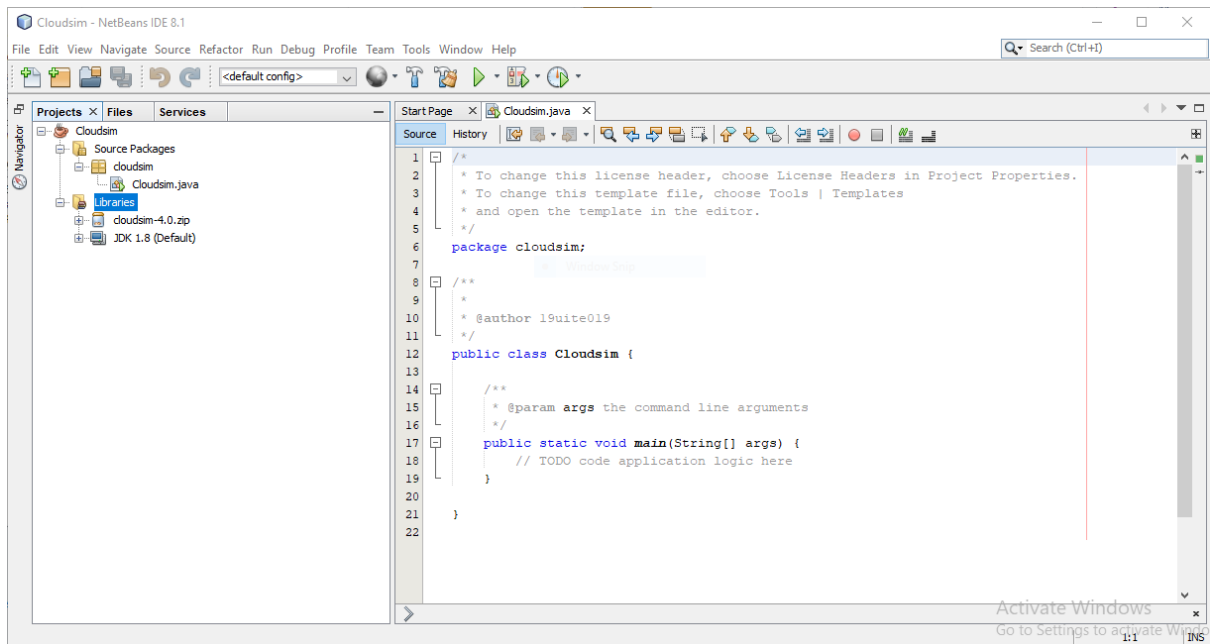 Cloudsim - NetBeans IDE 8.1
File Edit View Navigate Source Refactor Run Debug Profile Team Tools Window Help
Search (Ctrl+I)
<default config>
Projects Files Services
Navigator
Cloudsim
Source Packages
cloudsim
Cloudsim.java
Libraries
cloudsim-4.0.zip
JDK 1.8 (Default)
Start Page Cloudsim.java
Source History
1 /*
2 * To change this license header, choose License Headers in Project Properties.
3 * To change this template file, choose Tools | Templates
4 * and open the template in the editor.
5 */
6 package cloudsim;
7
Window Snip
8 /**
9 *
10 * @author 19uite019
11 */
12 public class Cloudsim {
13
14 /**
15 * @param args the command line arguments
16 */
17 public static void main(String[] args) {
18 // TODO code application logic here
19 }
20
21 }
22
Activate Windows
Go to Settings to activate Windo
1:1 INS